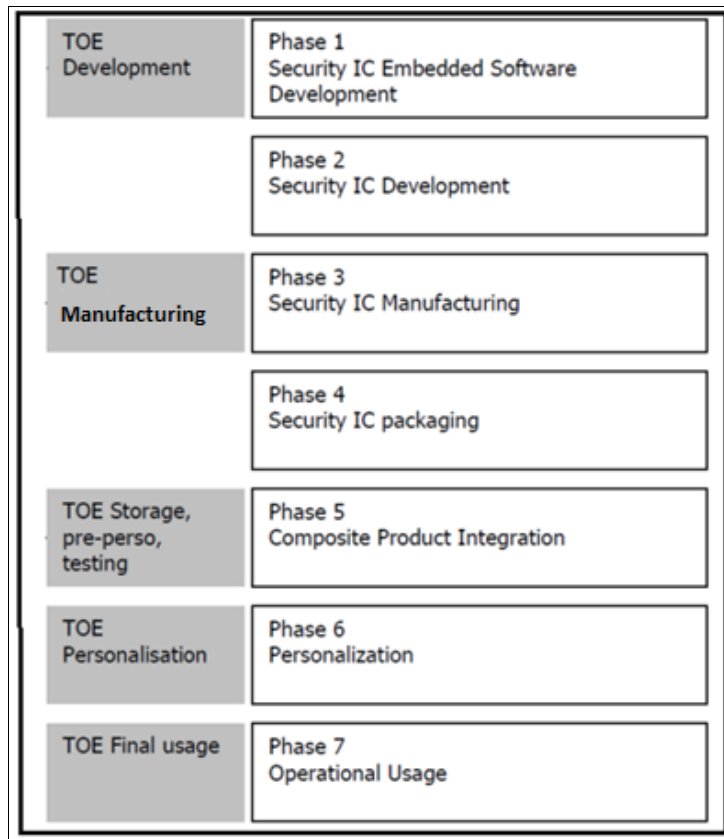 TOE
Development
Phase 1
Security IC Embedded Software
Development
Phase 2
Security IC Development
TOE
Manufacturing
Phase 3
Security IC Manufacturing
Phase 4
Security IC packaging
TOE Storage,
pre-perso,
testing
Phase 5
Composite Product Integration
TOE
Personalisation
Phase 6
Personalization
TOE Final usage
Phase 7
Operational Usage